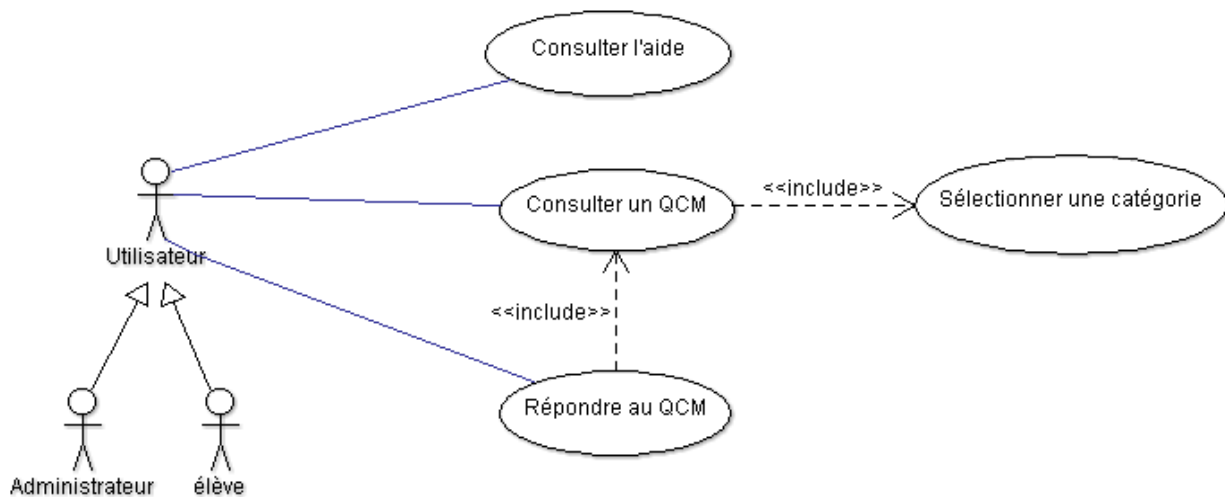 Consulter l'aide
<<include>>
Consulter un QCM
Sélectionner une catégorie
Utilisateur
<<include>>
Répondre au QCM
Administrateur
élève